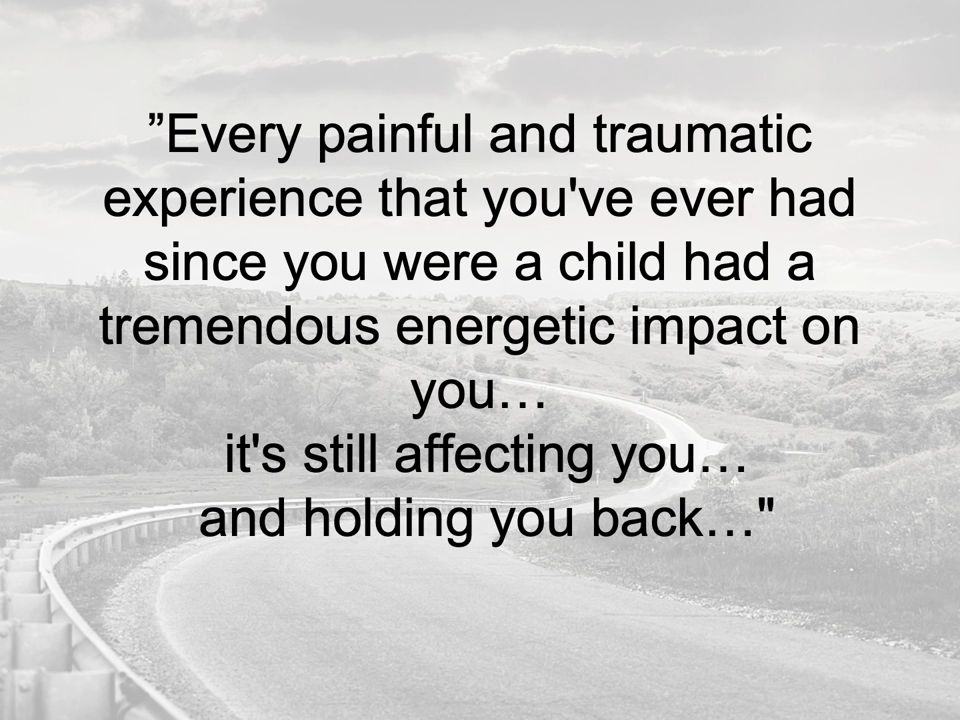 ”Every painful and traumatic
experience that you've ever had
since you were a child had a
tremendous energetic impact on
you…
it's still affecting you…
and holding you back…"